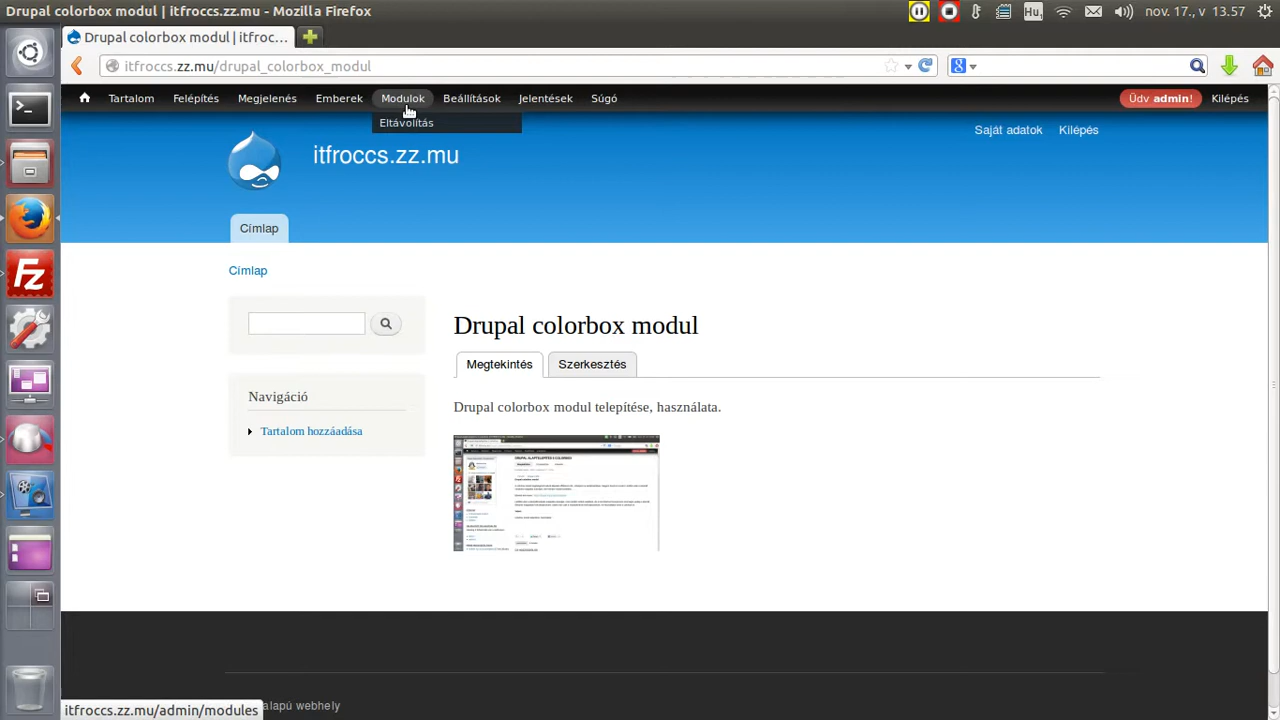 Drupal colorbox modul | itfroccs.zz.mu - Mozilla Firefox
Hu,
nov. 17., v 13.57
Drupal colorbox modul | itfroc...
itfroccs.zz.mu/drupal_colorbox_modul
8
Tartalom Felépítés Megjelenés Emberek Modulok Beállítások Jelentések Súgó Üdv admin! Kilépés
Eltávolítás
Saját adatok Kilépés
itfroccs.zz.mu
Címlap
Címlap
Drupal colorbox modul
Megtekintés Szerkesztés
Navigáció
Tartalom hozzáadása
Drupal colorbox modul telepítése, használata.
itfroccs.zz.mu/admin/modules
alapú webhely